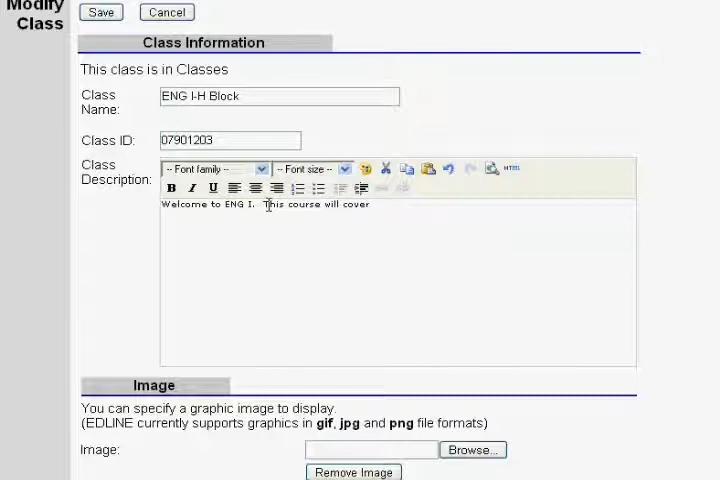 Modify
Class
Save Cancel
Class Information
This class is in Classes
Class
Name: ENG I-H Block
Class ID: 07901203
Class
Description:
-- Font family -- -- Font size -- HTML
B I U
Welcome to ENG I.  This course will cover
Image
You can specify a graphic image to display.
(EDLINE currently supports graphics in gif, jpg and png file formats)
Image: Browse...
Remove Image